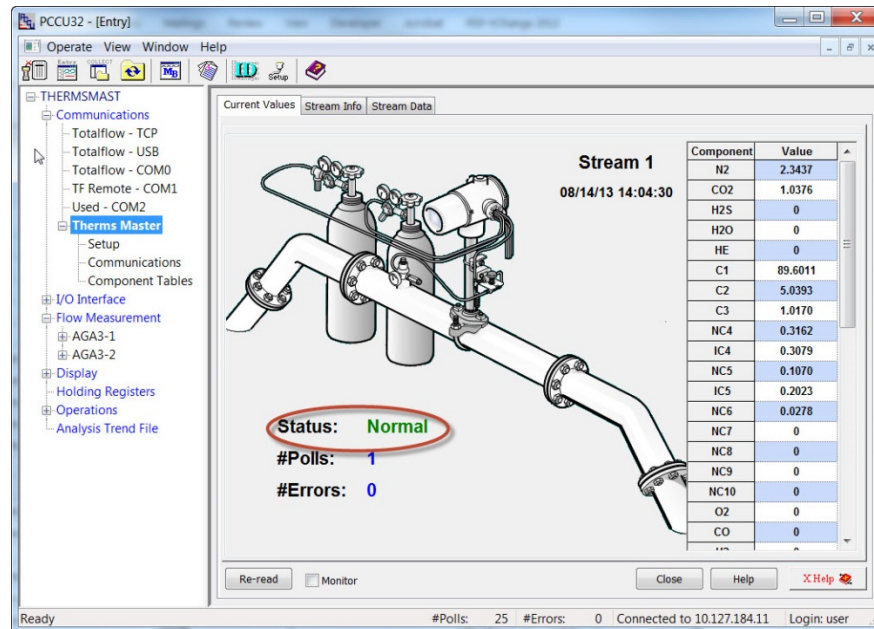 PCCU32 - [Entry]
Operate View Window Help
Entry COLLECT MB ID Manager Setup
THERMSMAST
Communications
Totalflow - TCP
Totalflow - USB
Totalflow - COM0
TF Remote - COM1
Used - COM2
Therms Master
Setup
Communications
Component Tables
I/O Interface
Flow Measurement
AGA3-1
AGA3-2
Display
Holding Registers
Operations
Analysis Trend File
Current Values Stream Info Stream Data
Stream 1
08/14/13 14:04:30
Status: Normal
#Polls: 1
#Errors: 0
Component Value
N2 2.3437
CO2 1.0376
H2S 0
H2O 0
HE 0
C1 89.6011
C2 5.0393
C3 1.0170
NC4 0.3162
IC4 0.3079
NC5 0.1070
IC5 0.2023
NC6 0.0278
NC7 0
NC8 0
NC9 0
NC10 0
O2 0
CO 0
Re-read Monitor Close Help X Help
Ready #Polls: 25 #Errors: 0 Connected to 10.127.184.11 Login: user